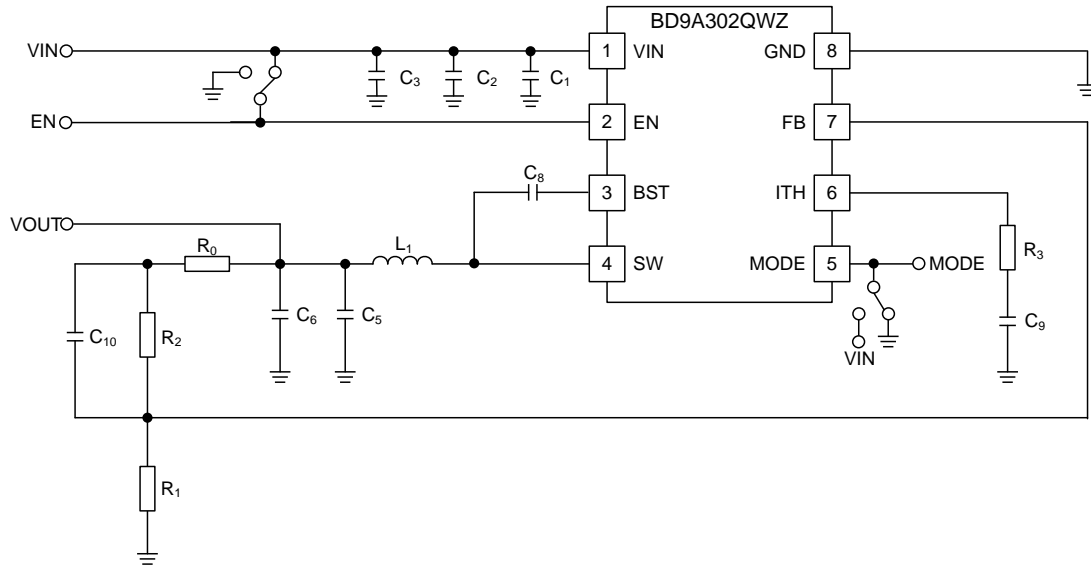 BD9A302QWZ
VIN
1
VIN
GND
8
C₃
C₂
C₁
EN
2
EN
FB
7
C₈
3
BST
ITH
6
VOUT
R₀
L₁
4
SW
MODE
5
MODE
R₃
C₁₀
R₂
C₆
C₅
C₉
VIN
R₁